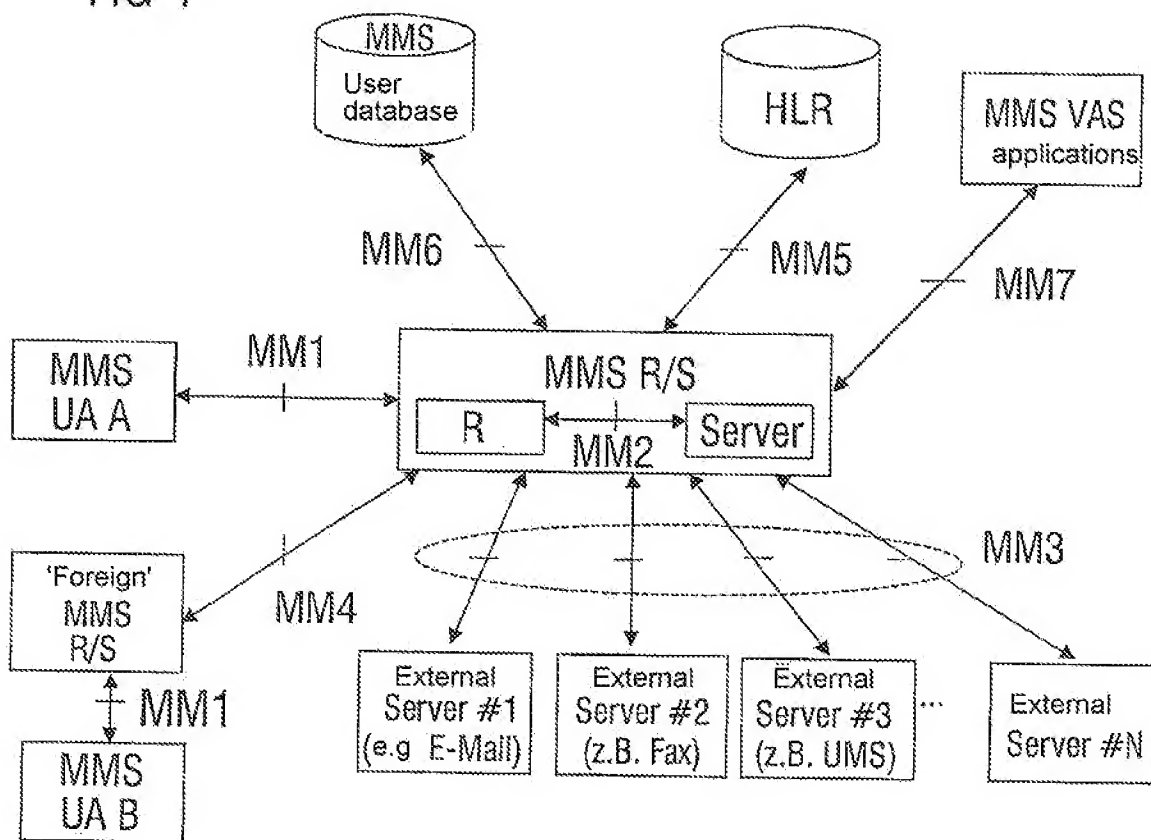 MMS
User
database
HLR
MMS VAS
applications
MM6
MM5
MM7
MMS
UA A
MM1
MMS R/S
R
Server
MM2
'Foreign'
MMS
R/S
MM4
MM3
MM1
MMS
UA B
External
Server #1
(e.g E-Mail)
External
Server #2
(z.B. Fax)
External
Server #3
(z.B. UMS)
...
External
Server #N